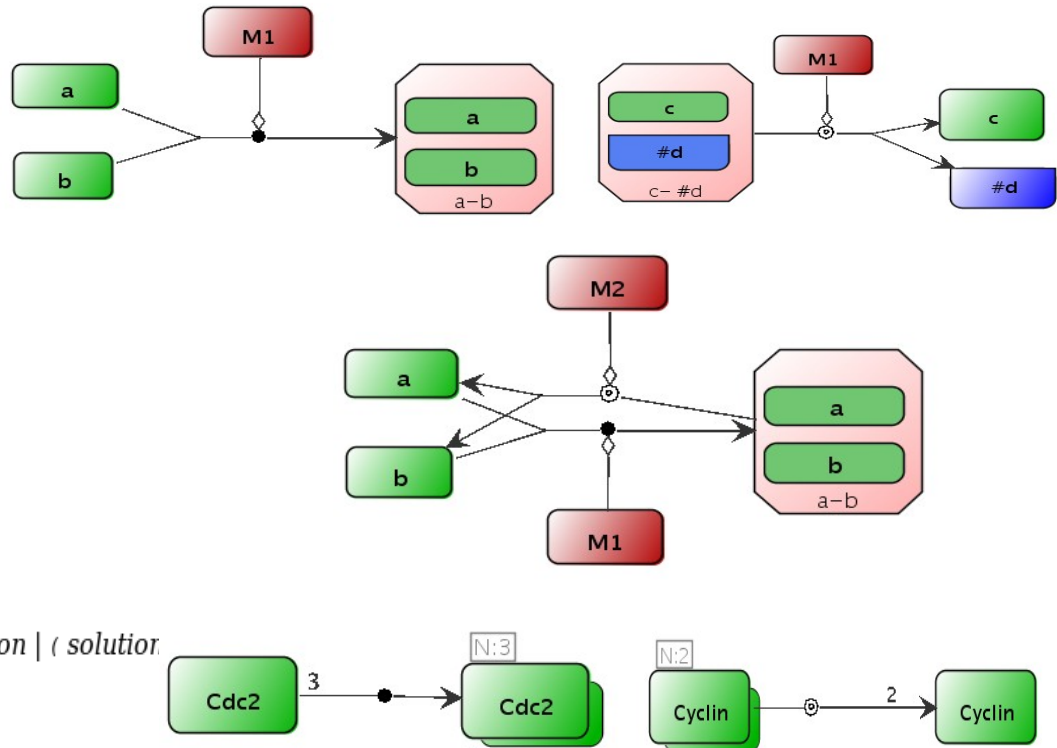 M1
a
b
a
b
a-b
M1
c
#d
c- #d
c
#d
M2
a
b
a
b
a-b
M1
on | ( solution
Cdc2
3
N:3
Cdc2
N:2
Cyclin
2
Cyclin